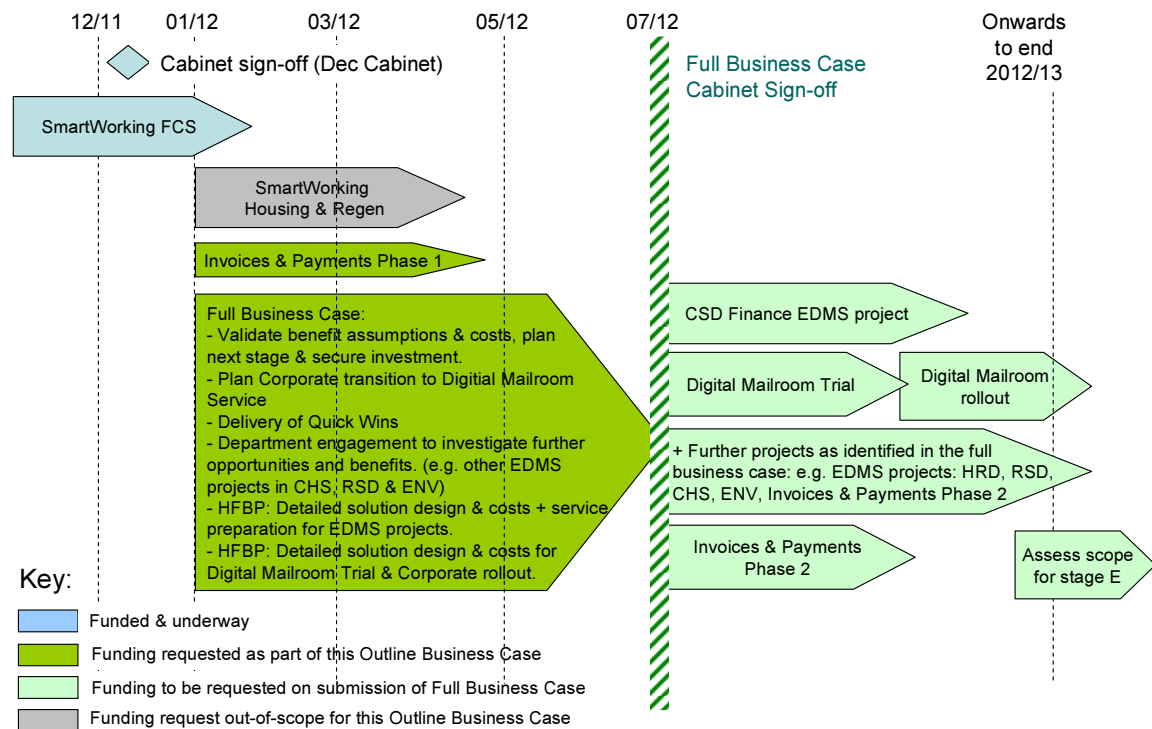 12/11
01/12
03/12
05/12
07/12
Onwards
to end
2012/13
Cabinet sign-off (Dec Cabinet)
Full Business Case
Cabinet Sign-off
SmartWorking FCS
SmartWorking
Housing & Regen
Invoices & Payments Phase 1
Full Business Case:
- Validate benefit assumptions & costs, plan
next stage & secure investment.
- Plan Corporate transition to Digitial Mailroom
Service
- Delivery of Quick Wins
- Department engagement to investigate further
opportunities and benefits. (e.g. other EDMS
projects in CHS, RSD & ENV)
- HFBP: Detailed solution design & costs + service
preparation for EDMS projects.
- HFBP: Detailed solution design & costs for
Digital Mailroom Trial & Corporate rollout.
CSD Finance EDMS project
Digital Mailroom Trial
Digital Mailroom
rollout
+ Further projects as identified in the full
business case: e.g. EDMS projects: HRD, RSD,
CHS, ENV, Invoices & Payments Phase 2
Invoices & Payments
Phase 2
Assess scope
for stage E
Key:
Funded & underway
Funding requested as part of this Outline Business Case
Funding to be requested on submission of Full Business Case
Funding request out-of-scope for this Outline Business Case